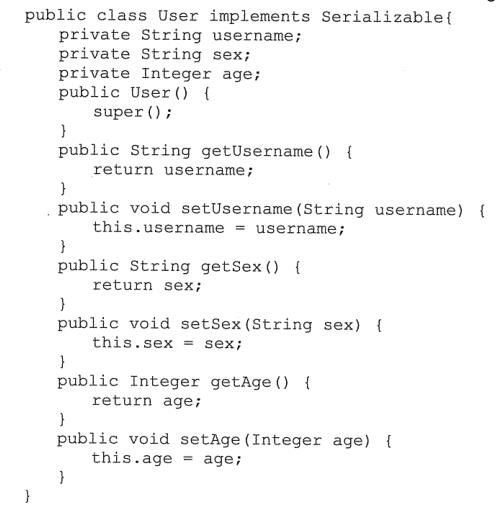 public class User implements Serializable{
    private String username;
    private String sex;
    private Integer age;
    public User() {
        super();
    }
    public String getUsername() {
        return username;
    }
    public void setUsername(String username) {
        this.username = username;
    }
    public String getSex() {
        return sex;
    }
    public void setSex(String sex) {
        this.sex = sex;
    }
    public Integer getAge() {
        return age;
    }
    public void setAge(Integer age) {
        this.age = age;
    }
}